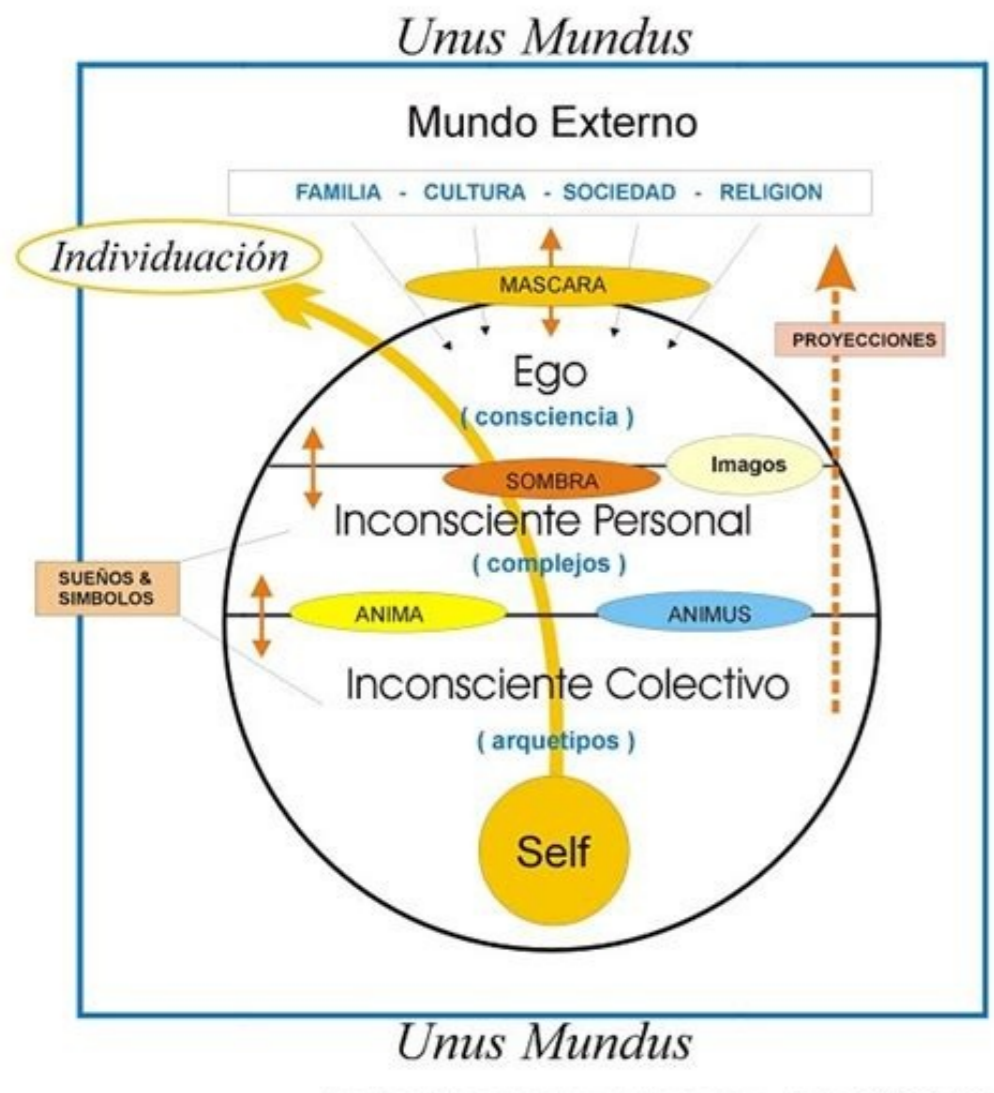 Unus Mundus
Mundo Externo
FAMILIA - CULTURA - SOCIEDAD - RELIGION
Individuación
MASCARA
PROYECCIONES
Ego
( consciencia )
Imagos
SOMBRA
Inconsciente Personal
( complejos )
SUEÑOS &
SIMBOLOS
ANIMA
ANIMUS
Inconsciente Colectivo
( arquetipos )
Self
Unus Mundus